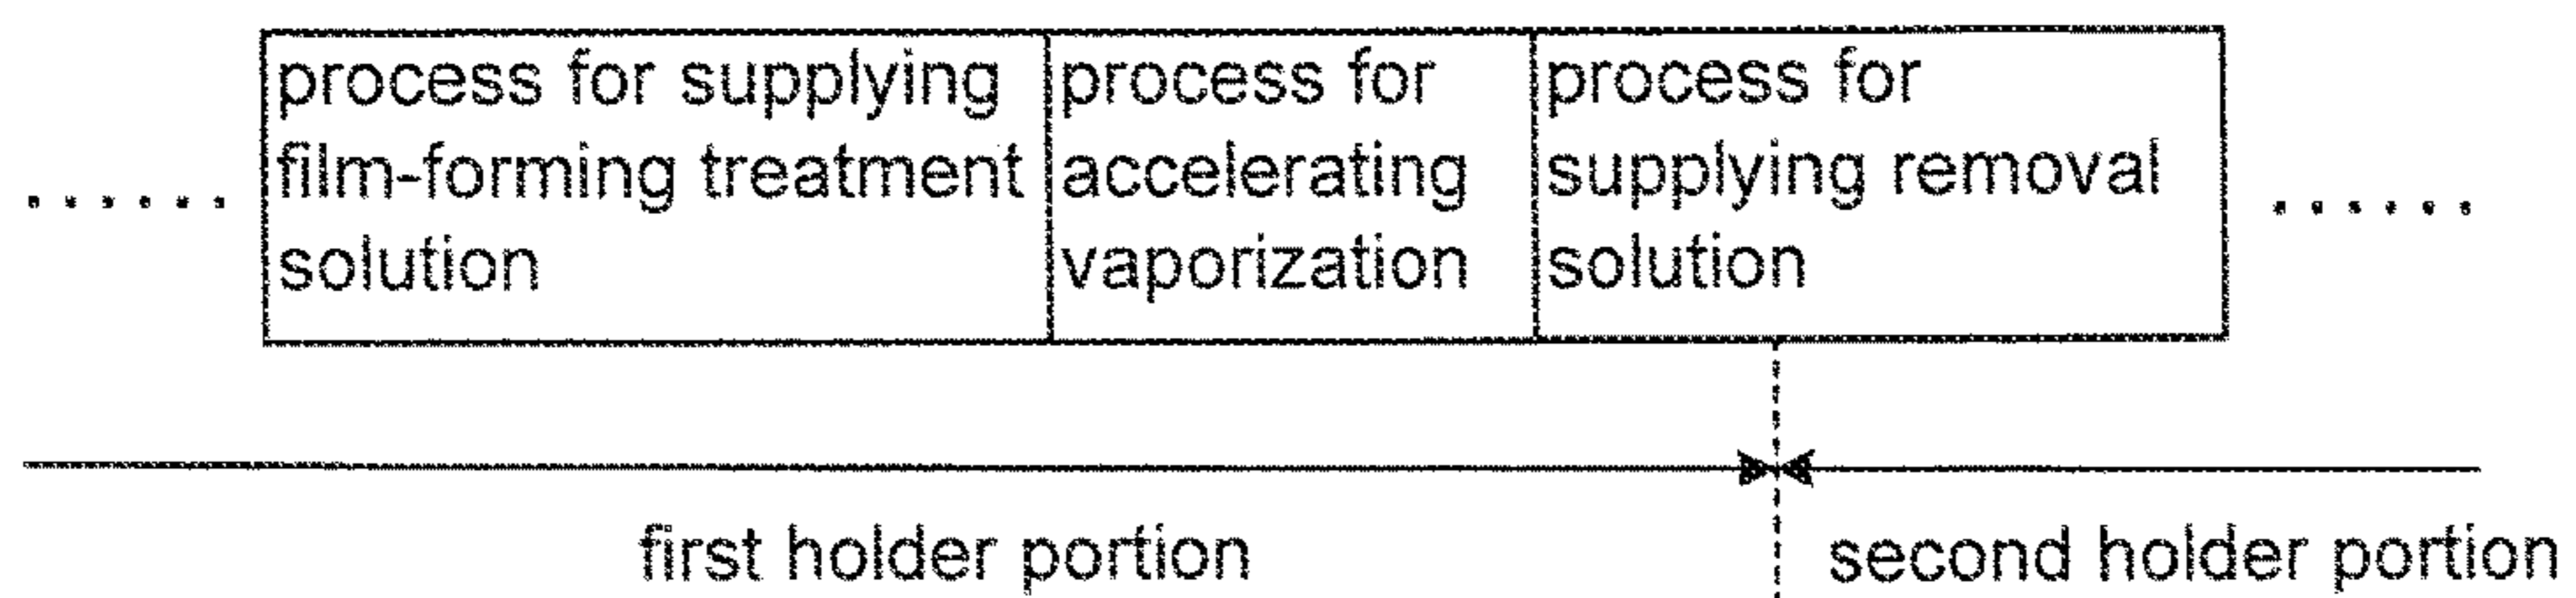 process for supplying
film-forming treatment
solution
process for
accelerating
vaporization
process for
supplying removal
solution
......
......
first holder portion
second holder portion